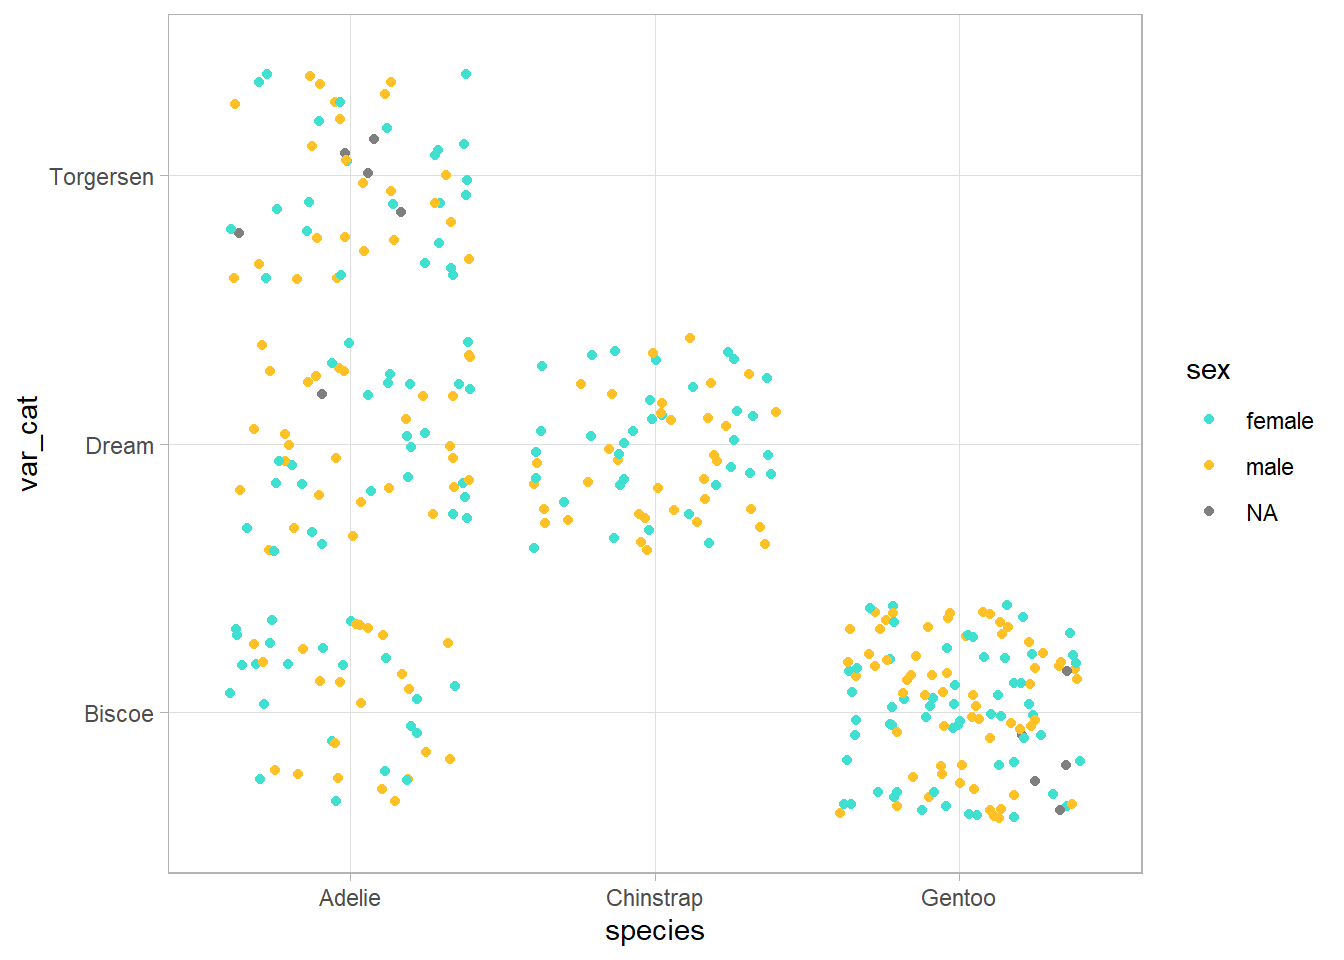 var_cat
Torgersen
Dream
Biscoe
Adelie
Chinstrap
Gentoo
species
sex
female
male
NA